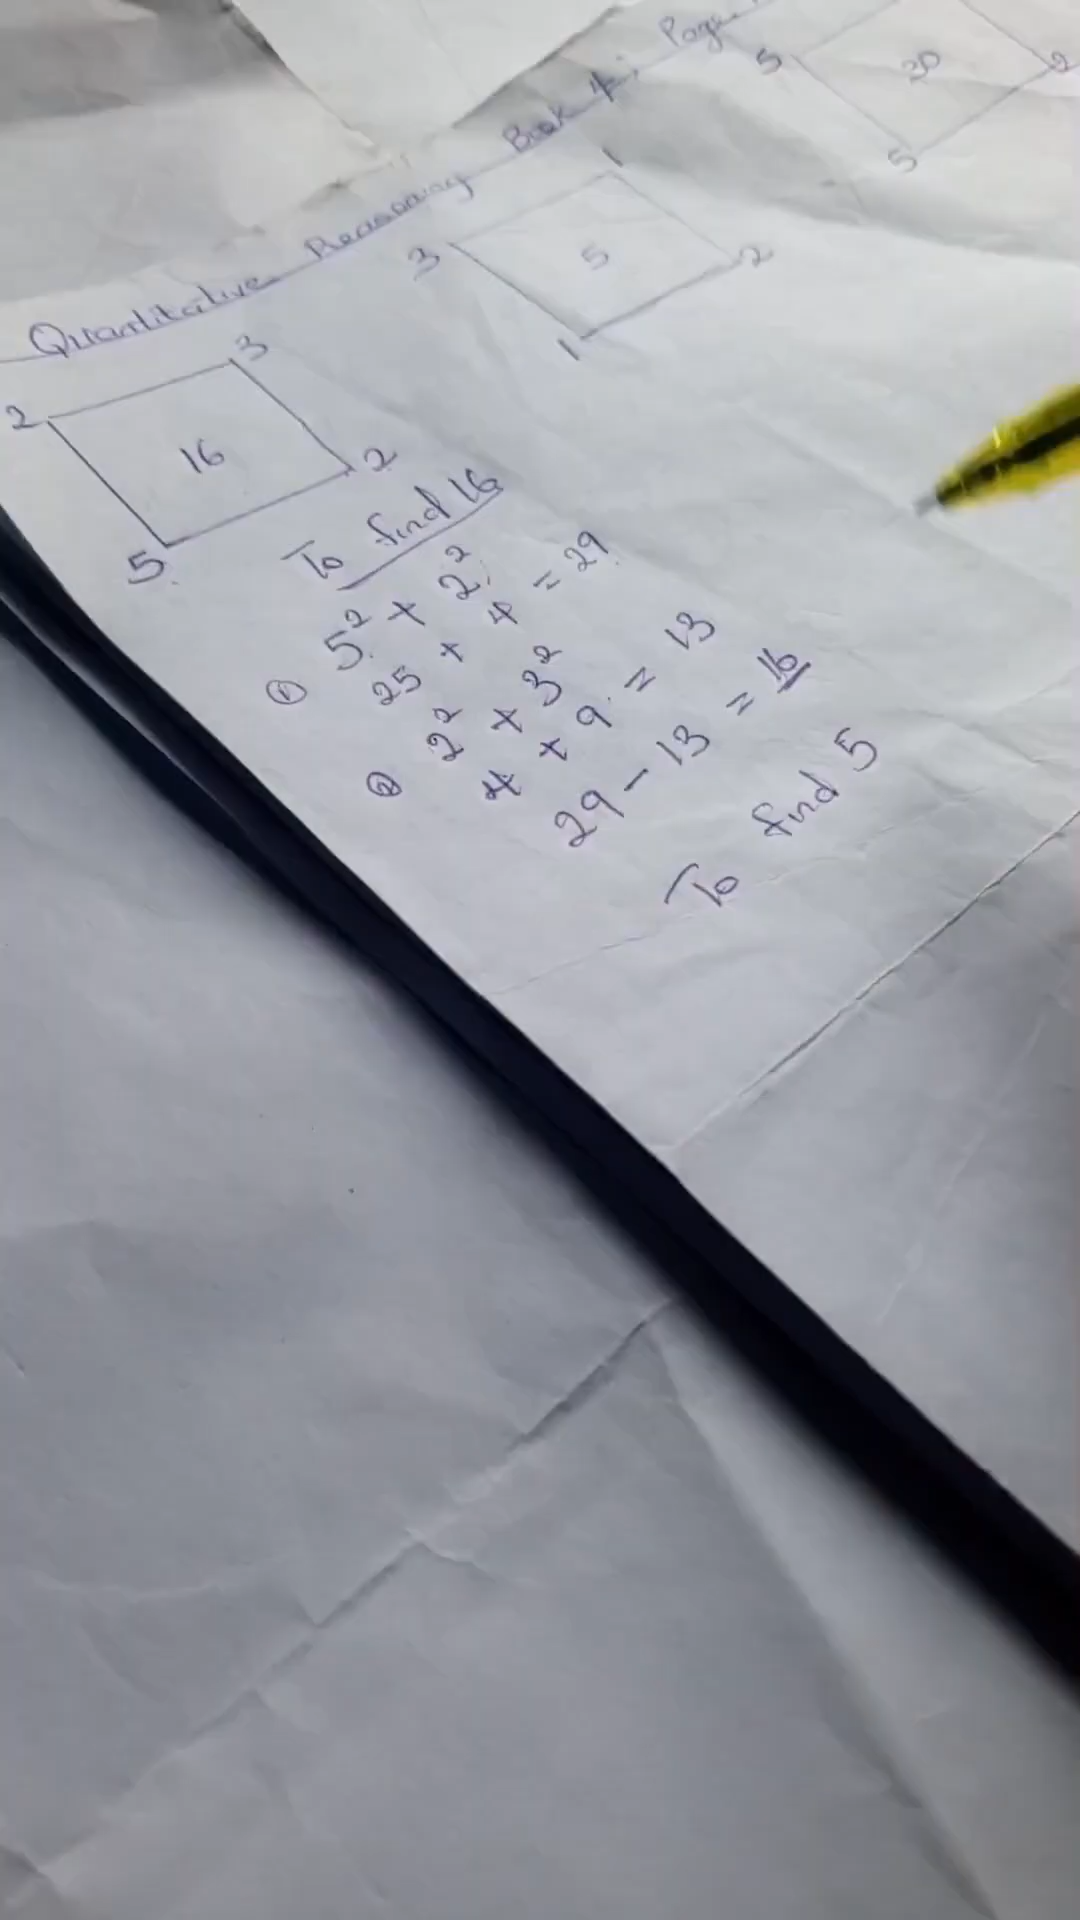 Quantitative Reasoning Book 4; Page
2 3
16
5 2
3 1
5
1 2
5
30
5 2
To find 16
① 5² + 2²
25 + 4 = 29
② 2² + 3²
4 + 9 = 13
29 - 13 = 16
To find 5